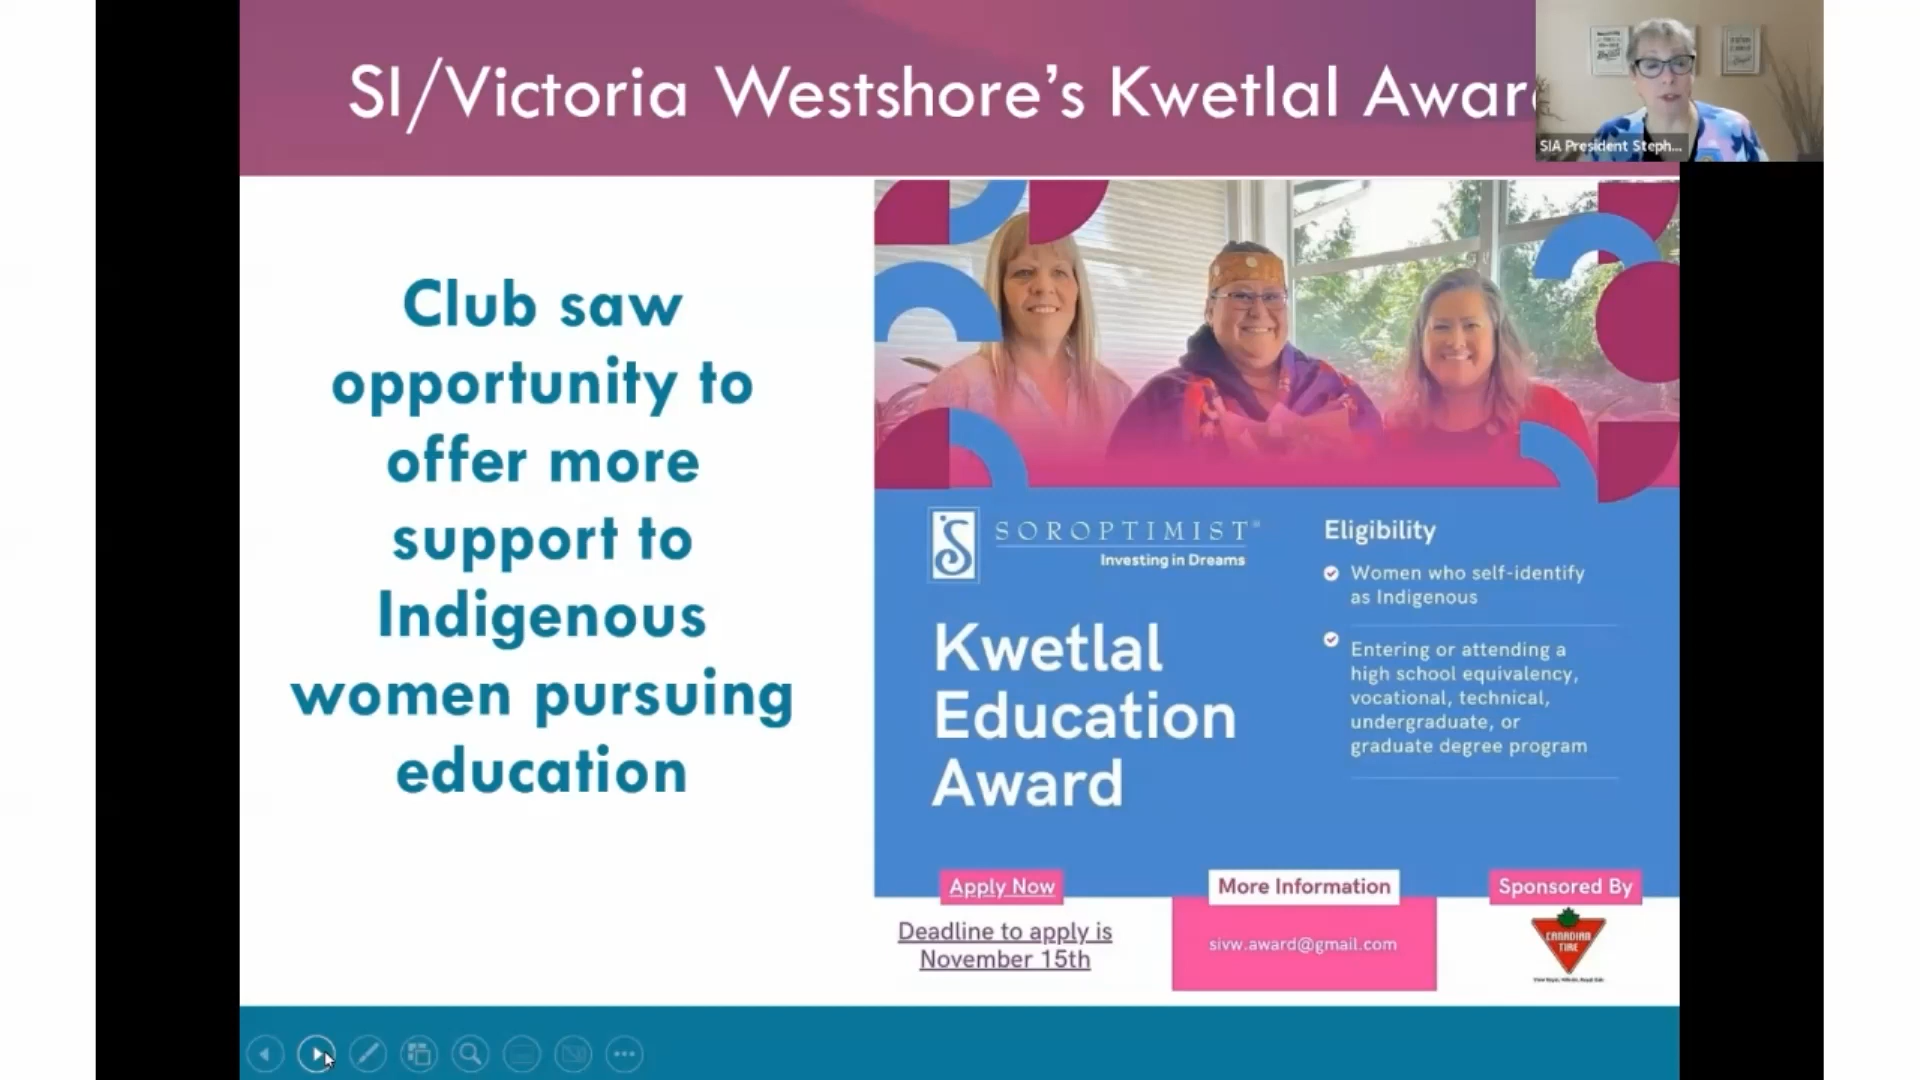 SI/Victoria Westshore's Kwetlal Awar
SIA President Steph...
Club saw
opportunity to
offer more
support to
Indigenous
women pursuing
education
SOROPTIMIST®
Investing in Dreams
Kwetlal
Education
Award
Eligibility
Women who self-identify
as Indigenous
Entering or attending a
high school equivalency,
vocational, technical,
undergraduate, or
graduate degree program
Apply Now
Deadline to apply is
November 15th
More Information
sivw.award@gmail.com
Sponsored By
CANADIAN
TIRE